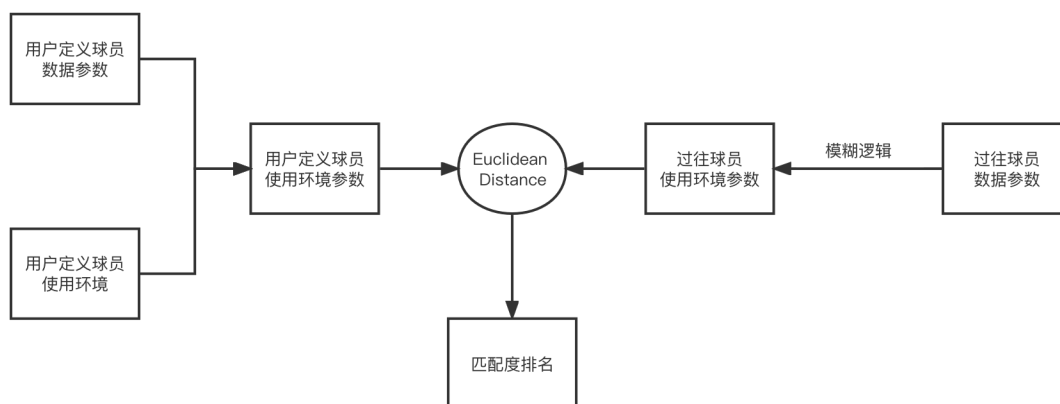 用户定义球员
数据参数
用户定义球员
使用环境
用户定义球员
使用环境参数
Euclidean
Distance
过往球员
使用环境参数
模糊逻辑
过往球员
数据参数
匹配度排名